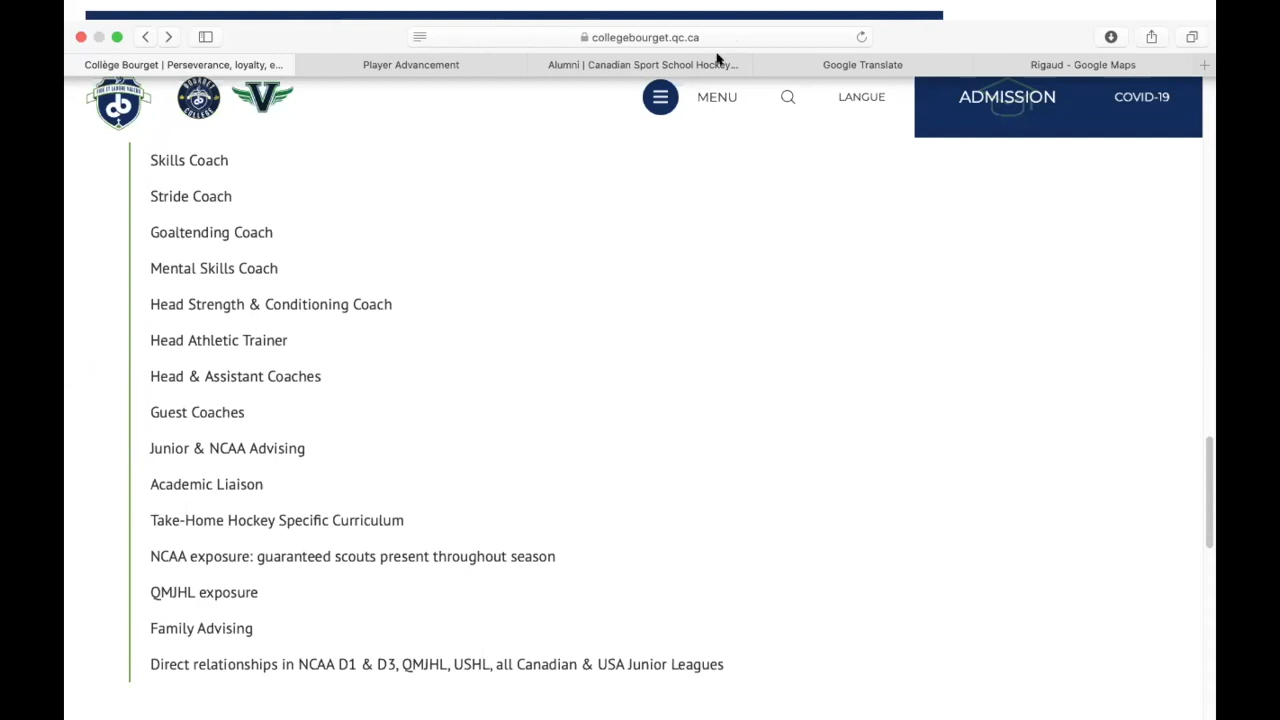 collegebourget.qc.ca
Collège Bourget | Perseverance, loyalty, e...
Player Advancement
Alumni | Canadian Sport School Hockey...
Google Translate
Rigaud - Google Maps
MENU
LANGUE
ADMISSION
COVID-19
Skills Coach
Stride Coach
Goaltending Coach
Mental Skills Coach
Head Strength & Conditioning Coach
Head Athletic Trainer
Head & Assistant Coaches
Guest Coaches
Junior & NCAA Advising
Academic Liaison
Take-Home Hockey Specific Curriculum
NCAA exposure: guaranteed scouts present throughout season
QMJHL exposure
Family Advising
Direct relationships in NCAA D1 & D3, QMJHL, USHL, all Canadian & USA Junior Leagues